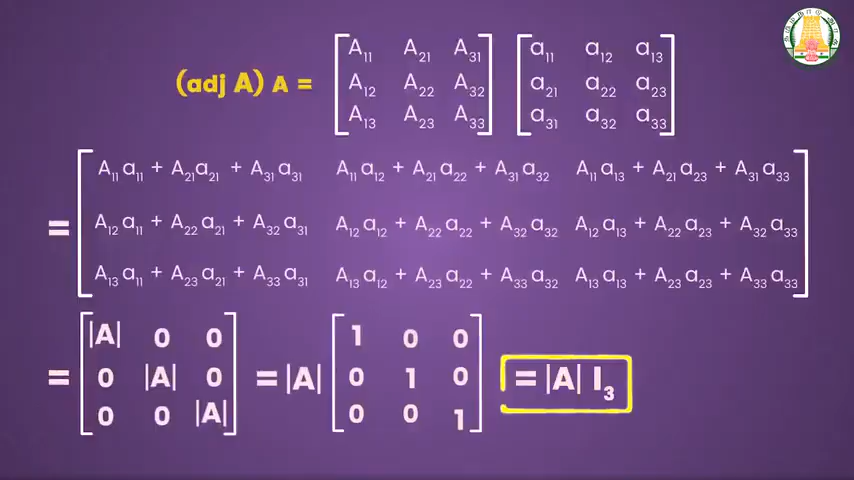 (adj A) A = [A₁₁ A₂₁ A₃₁] [a₁₁ a₁₂ a₁₃]
[A₁₂ A₂₂ A₃₂] [a₂₁ a₂₂ a₂₃]
[A₁₃ A₂₃ A₃₃] [a₃₁ a₃₂ a₃₃]
= [A₁₁a₁₁ + A₂₁a₂₁ + A₃₁a₃₁ A₁₁a₁₂ + A₂₁a₂₂ + A₃₁a₃₂ A₁₁a₁₃ + A₂₁a₂₃ + A₃₁a₃₃]
[A₁₂a₁₁ + A₂₂a₂₁ + A₃₂a₃₁ A₁₂a₁₂ + A₂₂a₂₂ + A₃₂a₃₂ A₁₂a₁₃ + A₂₂a₂₃ + A₃₂a₃₃]
[A₁₃a₁₁ + A₂₃a₂₁ + A₃₃a₃₁ A₁₃a₁₂ + A₂₃a₂₂ + A₃₃a₃₂ A₁₃a₁₃ + A₂₃a₂₃ + A₃₃a₃₃]
= [|A| 0 0] = |A| [1 0 0] = |A| I₃
[0 |A| 0] [0 1 0]
[0 0 |A|] [0 0 1]